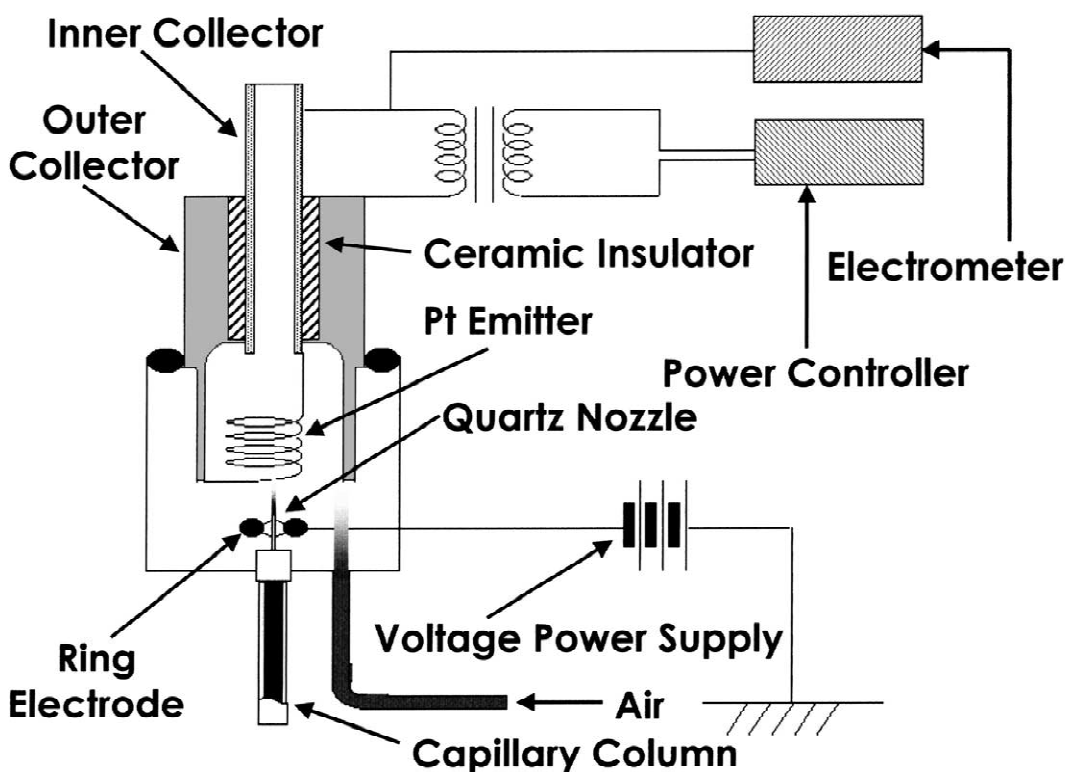 Inner Collector
Outer
Collector
Ceramic Insulator
Electrometer
Pt Emitter
Power Controller
Quartz Nozzle
Voltage Power Supply
Ring
Electrode
Air
Capillary Column